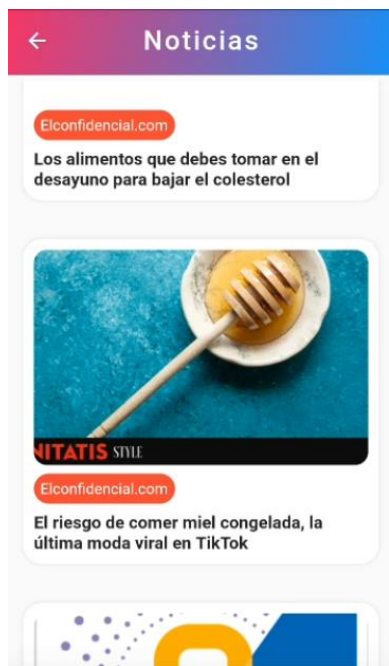 Noticias
Elconfidencial.com
Los alimentos que debes tomar en el
desayuno para bajar el colesterol
NITATIS STYLE
Elconfidencial.com
El riesgo de comer miel congelada, la
última moda viral en TikTok